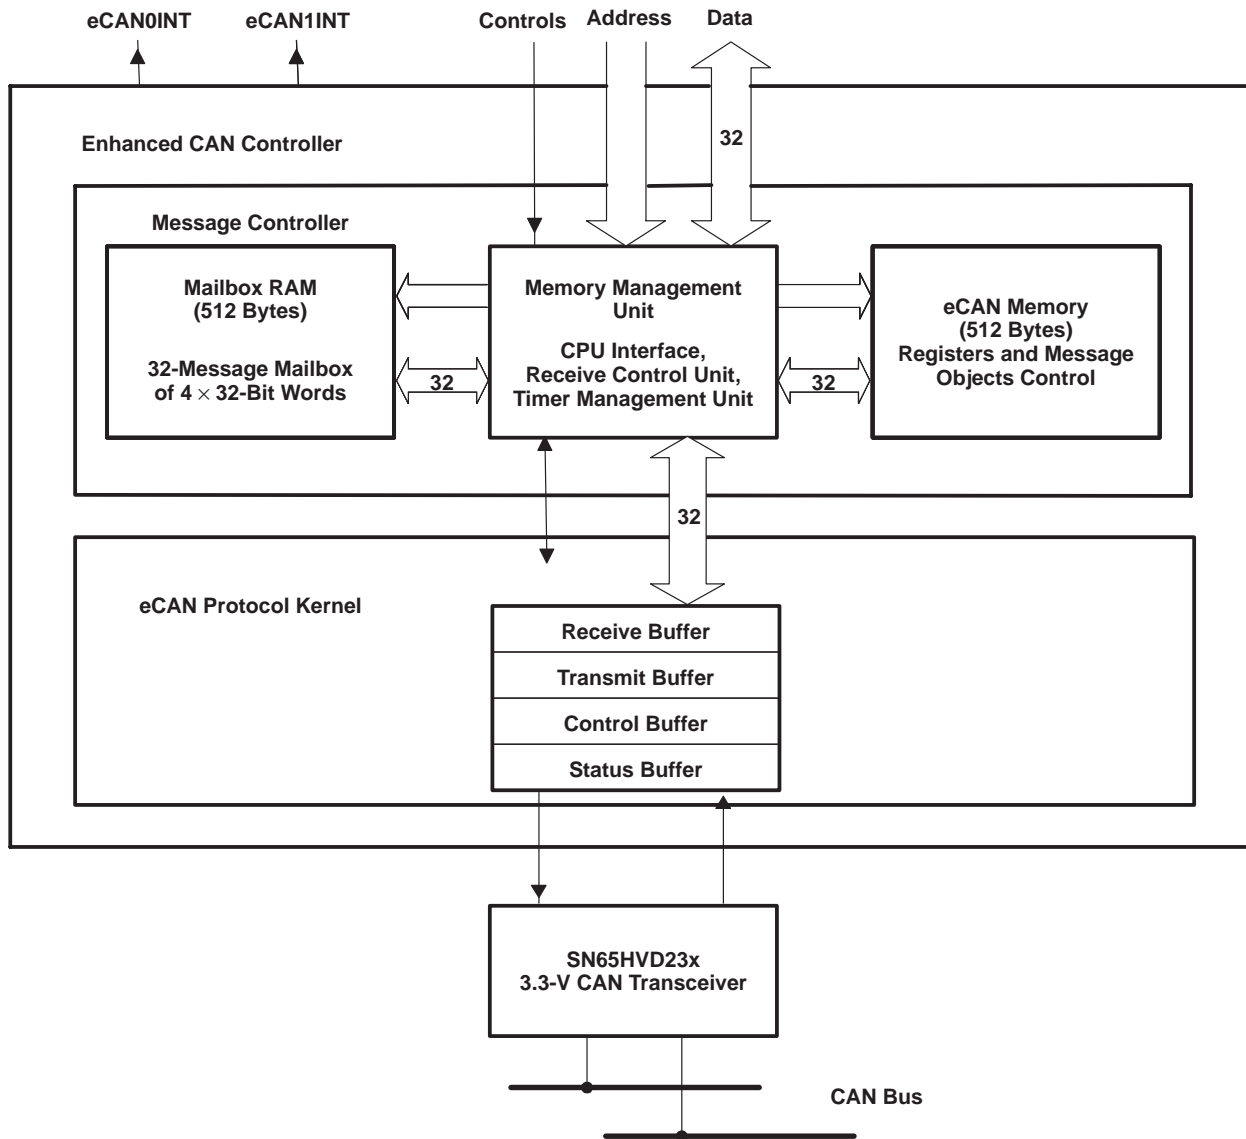 eCAN0INT eCAN1INT Controls Address Data
32
Enhanced CAN Controller
Message Controller
Mailbox RAM
(512 Bytes)
32-Message Mailbox
of 4 × 32-Bit Words
32
Memory Management
Unit
CPU Interface,
Receive Control Unit,
Timer Management Unit
32
eCAN Memory
(512 Bytes)
Registers and Message
Objects Control
32
eCAN Protocol Kernel
Receive Buffer
Transmit Buffer
Control Buffer
Status Buffer
SN65HVD23x
3.3-V CAN Transceiver
CAN Bus